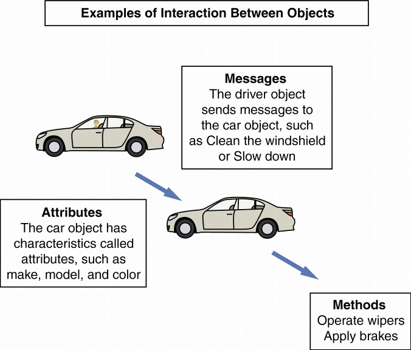 Examples of Interaction Between Objects
Messages
The driver object
sends messages to
the car object, such
as Clean the windshield
or Slow down
Attributes
The car object has
characteristics called
attributes, such as
make, model, and color
Methods
Operate wipers
Apply brakes